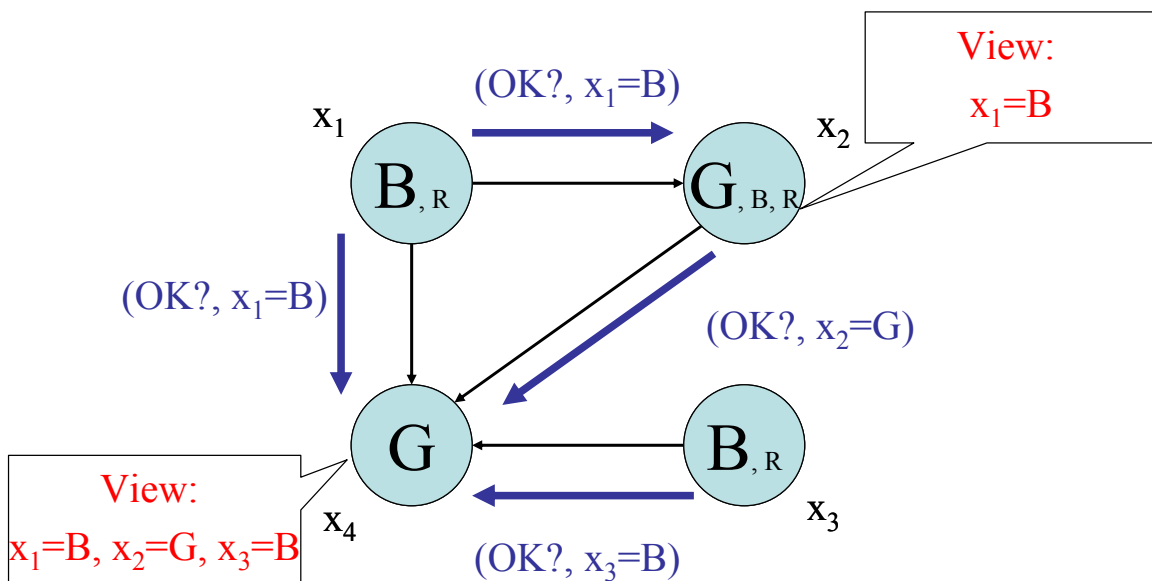 View:
x₁=B
(OK?, x₁=B)
x₁
x₂
B, R
G, B, R
(OK?, x₁=B)
(OK?, x₂=G)
G
B, R
View:
x₁=B, x₂=G, x₃=B
x₄
x₃
(OK?, x₃=B)